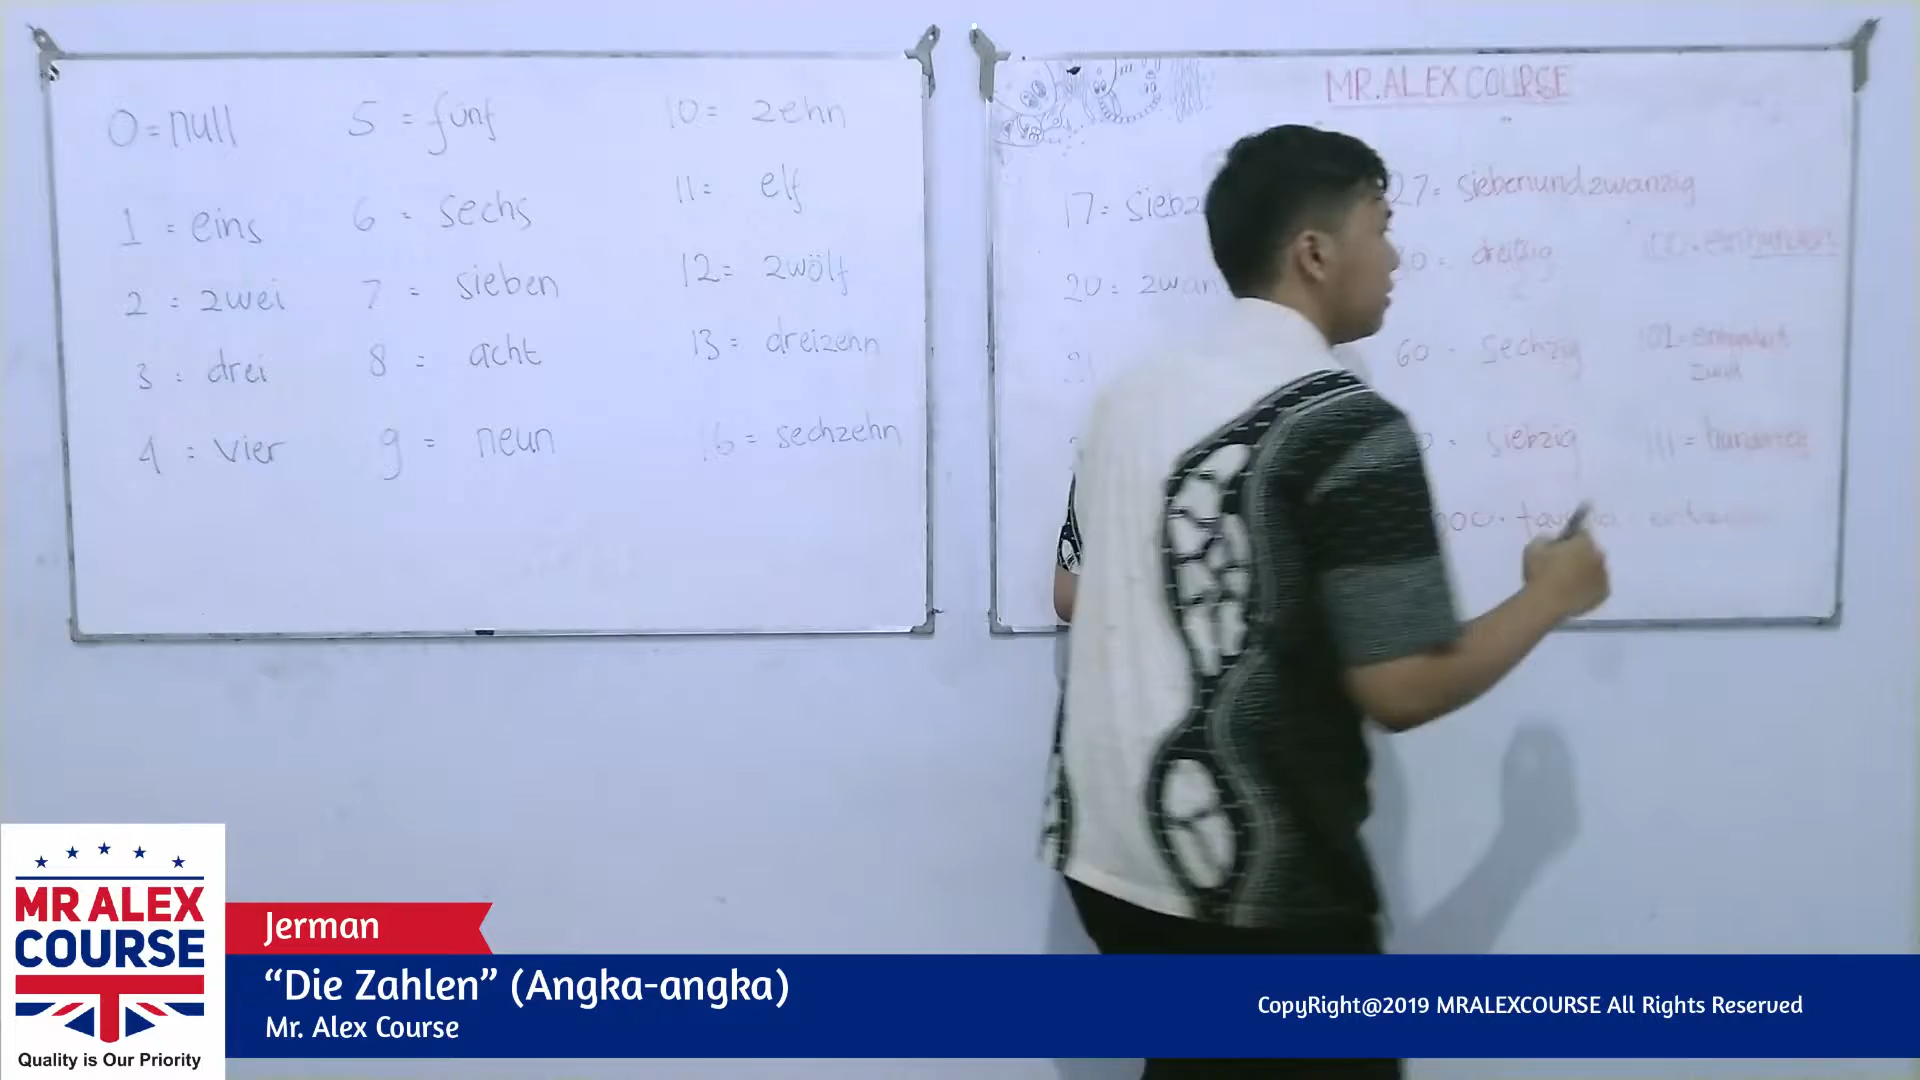 0 = null
1 = eins
2 = zwei
3 = drei
4 = vier
5 = fünf
6 = sechs
7 = sieben
8 = acht
9 = neun
10 = zehn
11 = elf
12 = zwölf
13 = dreizehn
16 = sechzehn
MR. ALEX COURSE
17 = siebz
20 = zwan
27 = siebenundzwanzig
dreißig
60 = sechzig
siebzig
100 = einhundert
MR ALEX
COURSE
Quality is Our Priority
Jerman
“Die Zahlen” (Angka-angka)
Mr. Alex Course
CopyRight@2019 MRALEXCOURSE All Rights Reserved